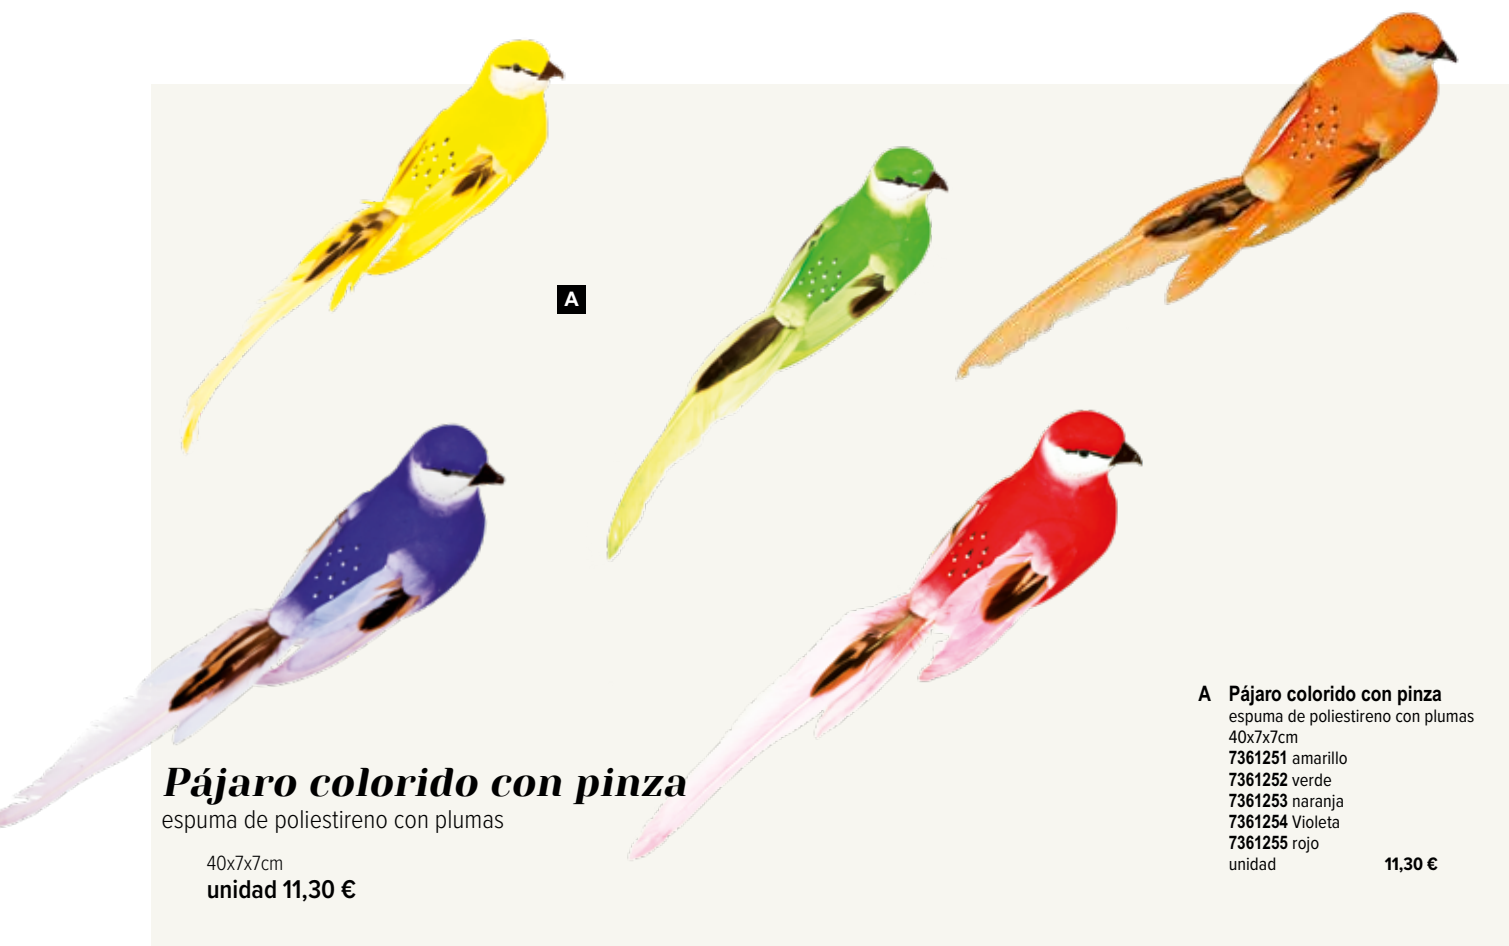 A
Pájaro colorido con pinza
espuma de poliestireno con plumas
40x7x7cm
unidad 11,30 €
A Pájaro colorido con pinza
espuma de poliestireno con plumas
40x7x7cm
7361251 amarillo
7361252 verde
7361253 naranja
7361254 Violeta
7361255 rojo
unidad 11,30 €